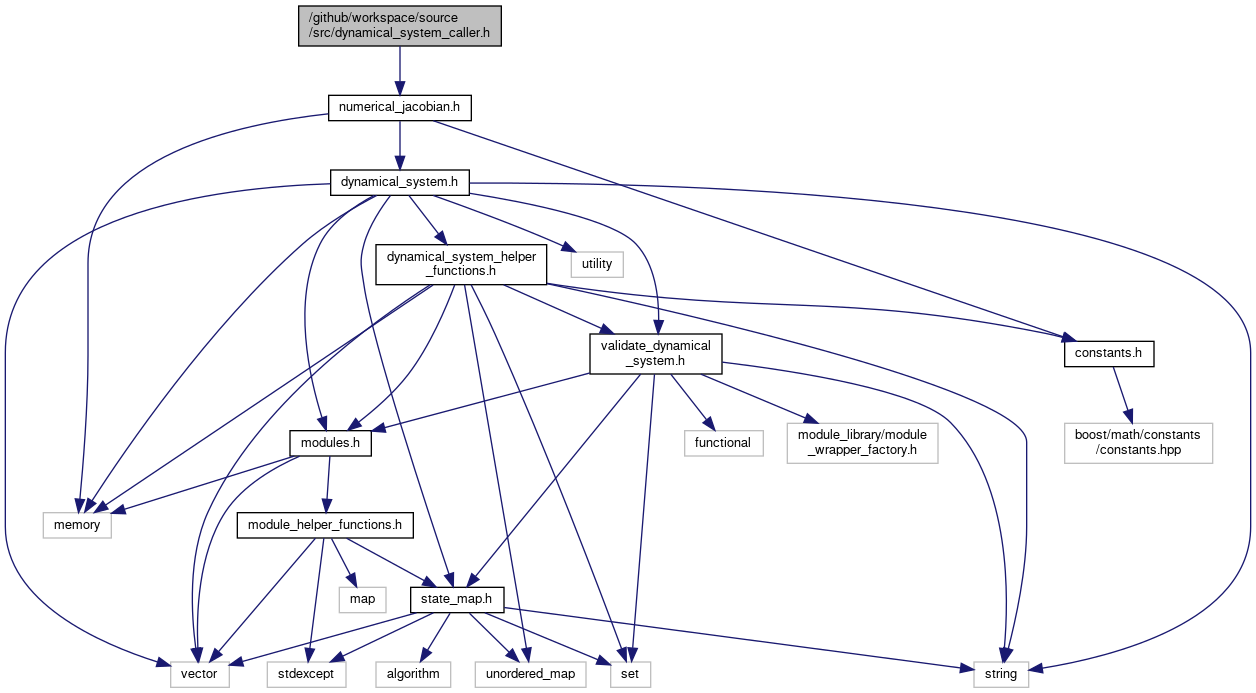 /github/workspace/source
/src/dynamical_system_caller.h
numerical_jacobian.h
dynamical_system.h
dynamical_system_helper
_functions.h
utility
validate_dynamical
_system.h
constants.h
modules.h
functional
module_library/module
_wrapper_factory.h
boost/math/constants
/constants.hpp
memory
module_helper_functions.h
map
state_map.h
vector
stdexcept
algorithm
unordered_map
set
string